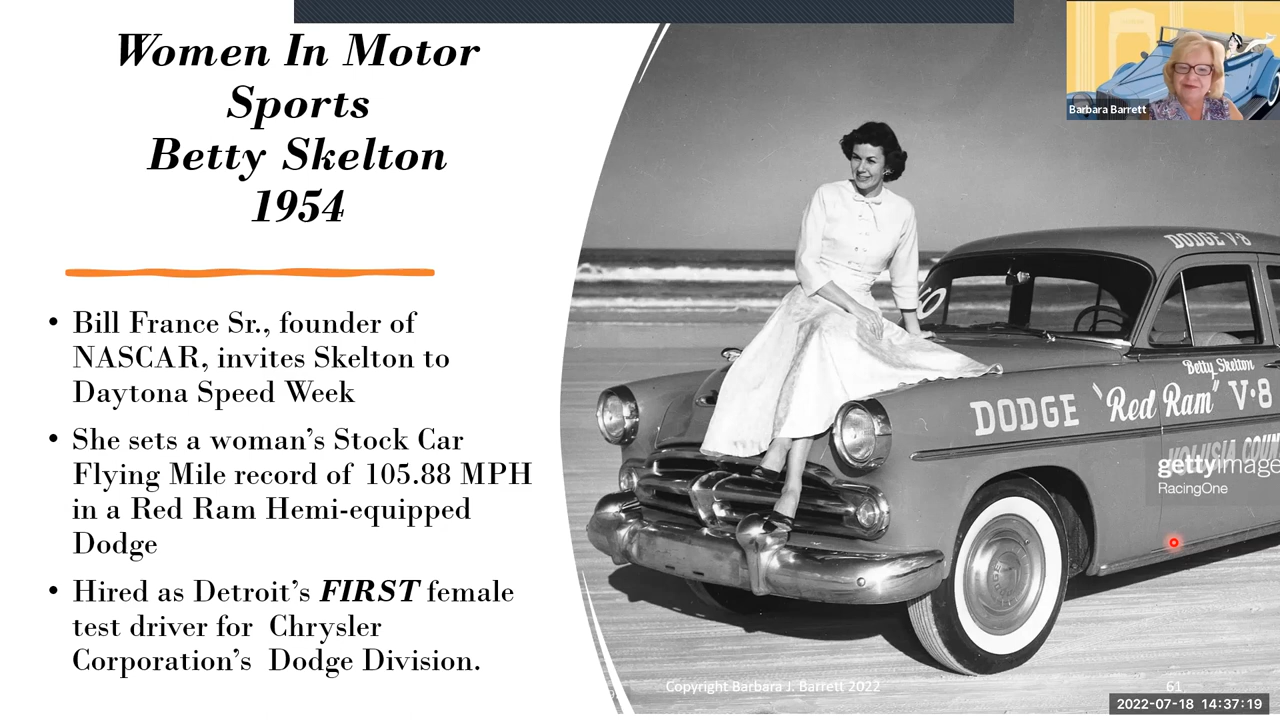 Women In Motor
Sports
Betty Skelton
1954
• Bill France Sr., founder of
NASCAR, invites Skelton to
Daytona Speed Week
• She sets a woman's Stock Car
Flying Mile record of 105.88 MPH
in a Red Ram Hemi-equipped
Dodge
• Hired as Detroit's FIRST female
test driver for Chrysler
Corporation's Dodge Division.
Barbara Barrett
DODGE V-8
Betty Skelton
DODGE "Red Ram" V-8
VOLUSIA COUN
gettyimage
RacingOne
Copyright Barbara J. Barrett 2022
61
2022-07-18 14:37:19